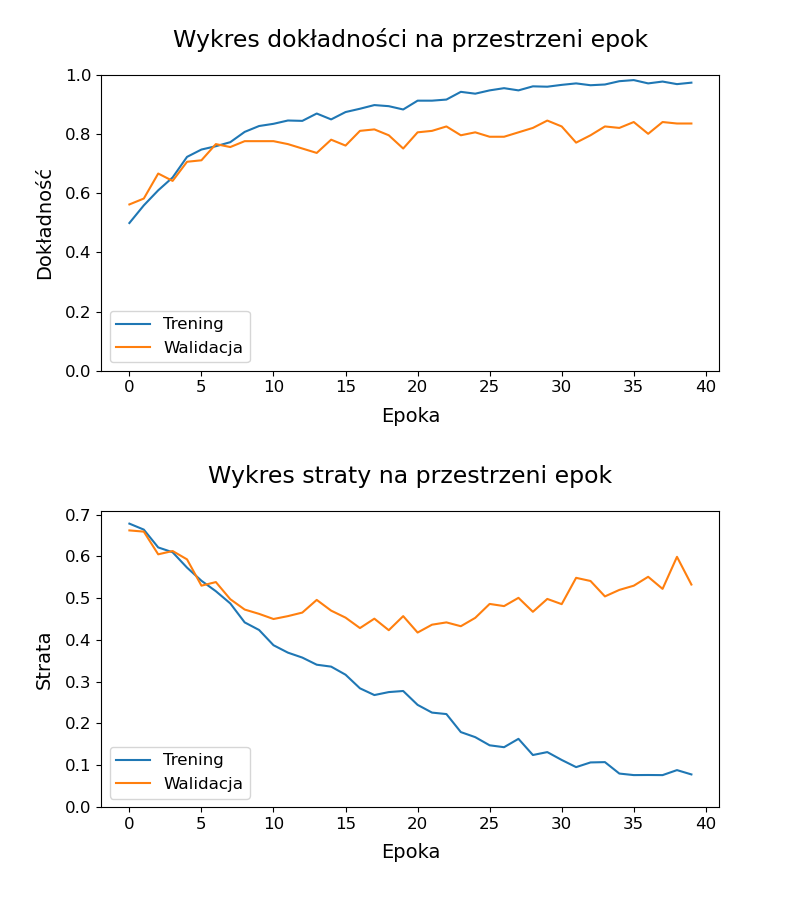 Wykres dokładności na przestrzeni epok
1.0
0.8
0.6
0.4
0.2
0.0
Dokładność
Trening
Walidacja
0 5 10 15 20 25 30 35 40
Epoka
Wykres straty na przestrzeni epok
0.7
0.6
0.5
0.4
0.3
0.2
0.1
0.0
Strata
Trening
Walidacja
0 5 10 15 20 25 30 35 40
Epoka